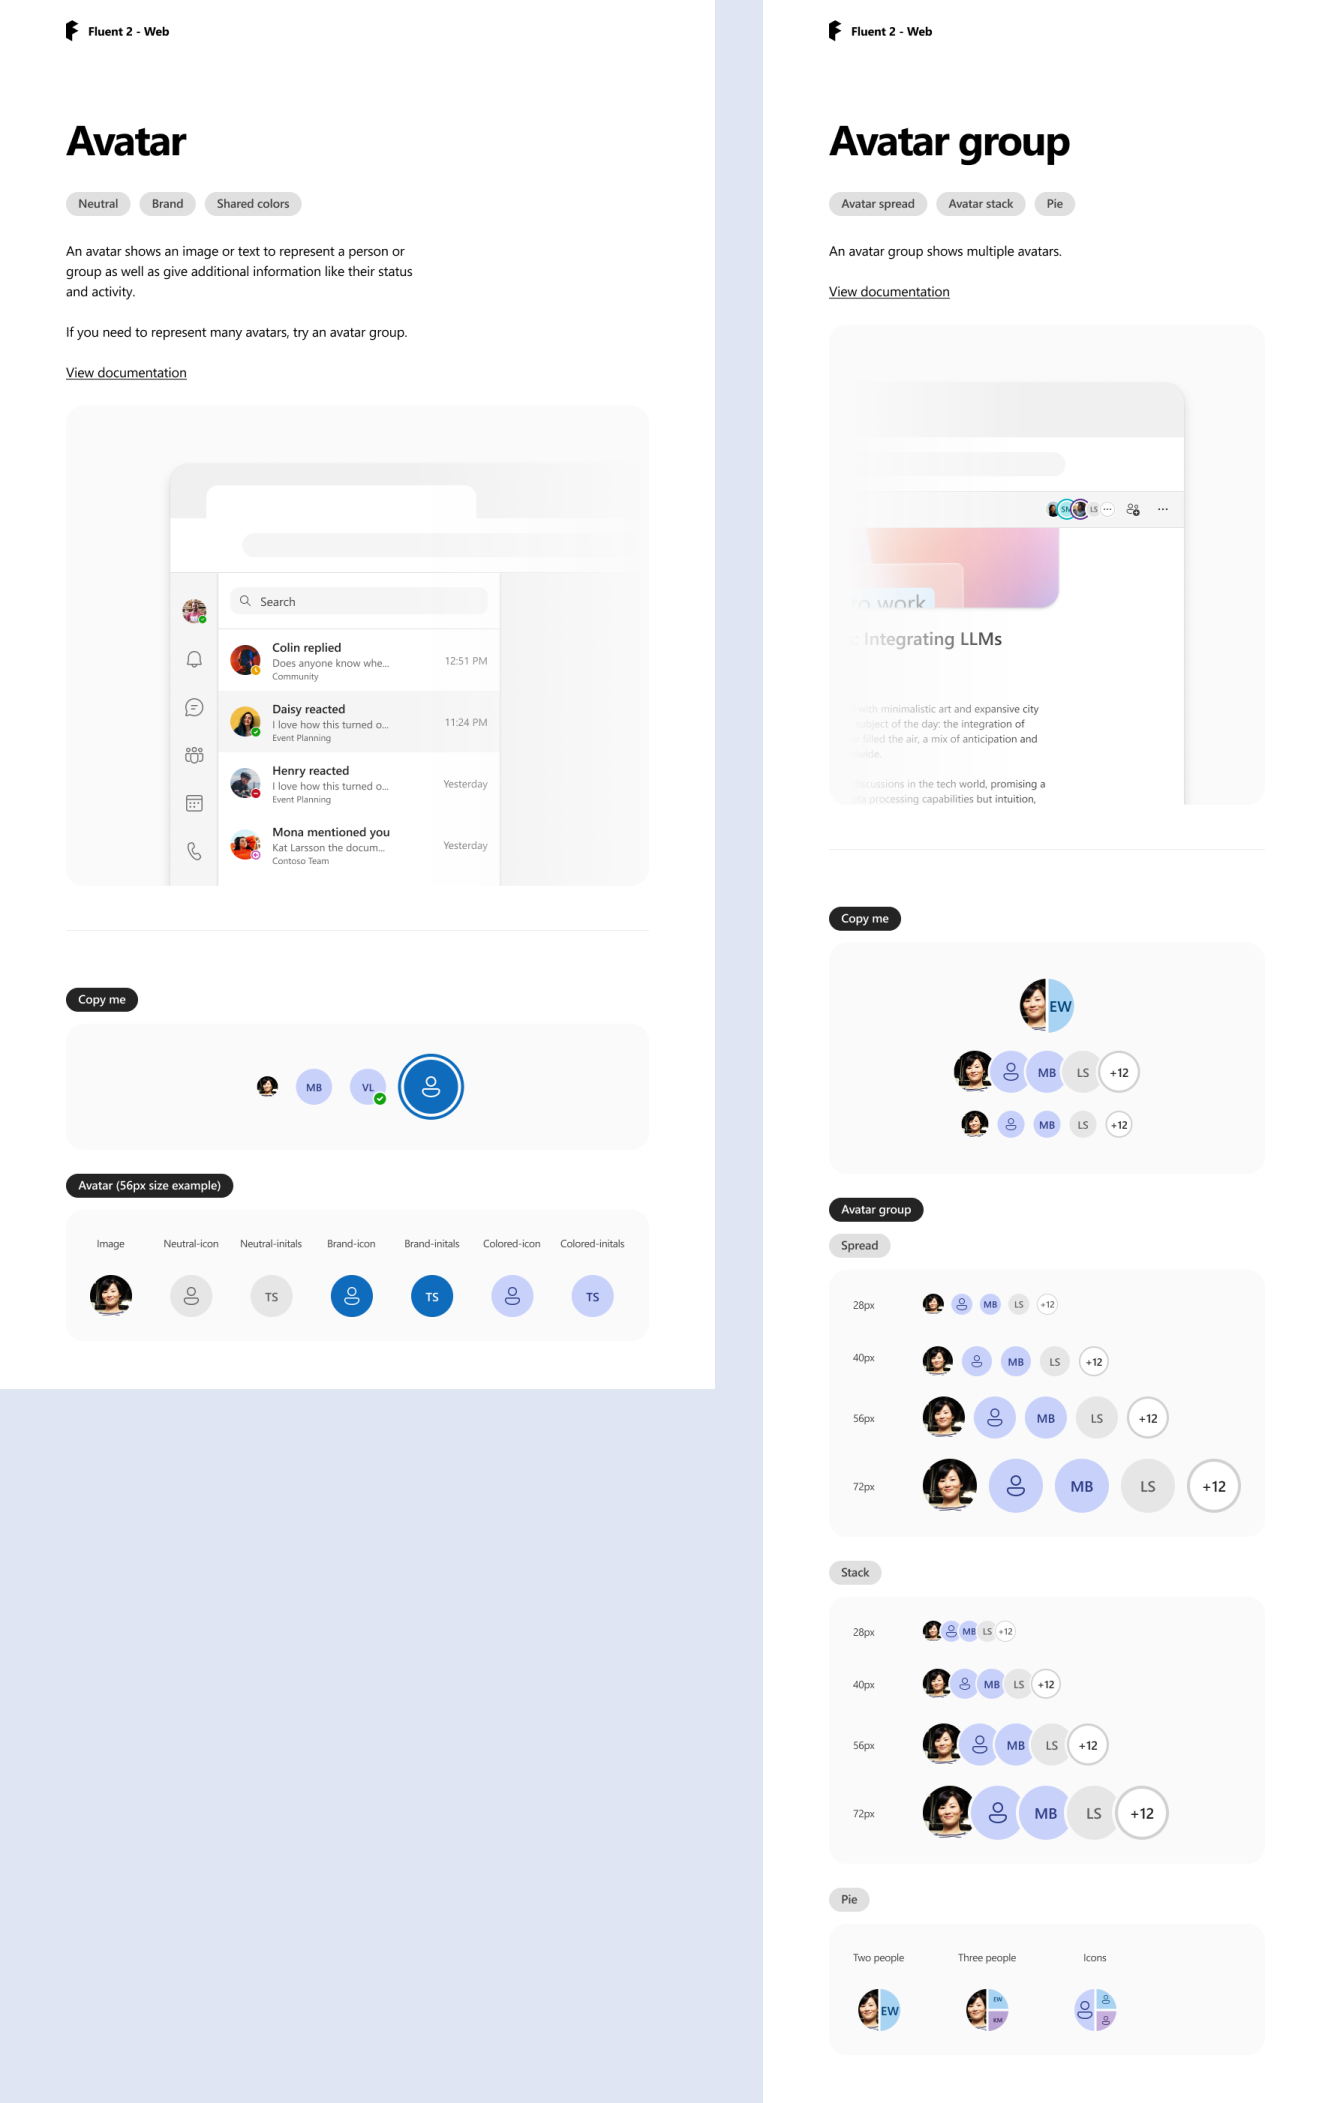 Fluent 2 - Web
Avatar
Neutral
Brand
Shared colors
An avatar shows an image or text to represent a person or
group as well as give additional information like their status
and activity.
If you need to represent many avatars, try an avatar group.
View documentation
Search
Colin replied
Does anyone know whe...
12:51 PM
Community
Daisy reacted
I love how this turned o...
11:24 PM
Event Planning
Henry reacted
I love how this turned o...
Yesterday
Event Planning
Mona mentioned you
Kat Larsson the docum...
Yesterday
Contoso Team
Copy me
MB
VL
Avatar (56px size example)
Image
Neutral-icon
Neutral-initals
Brand-icon
Brand-initals
Colored-icon
Colored-initals
TS
TS
TS
Fluent 2 - Web
Avatar group
Avatar spread
Avatar stack
Pie
An avatar group shows multiple avatars.
View documentation
LS
to work
: Integrating LLMs
with minimalistic art and expansive city
subject of the day: the integration of
filled the air, a mix of anticipation and
discussions in the tech world, promising a
processing capabilities but intuition,
Copy me
EW
MB
LS
+12
MB
LS
+12
Avatar group
Spread
28px
MB
LS
+12
40px
MB
LS
+12
56px
MB
LS
+12
72px
MB
LS
+12
Stack
28px
MB
LS
+12
40px
MB
LS
+12
56px
MB
LS
+12
72px
MB
LS
+12
Pie
Two people
Three people
Icons
EW
EW
KM